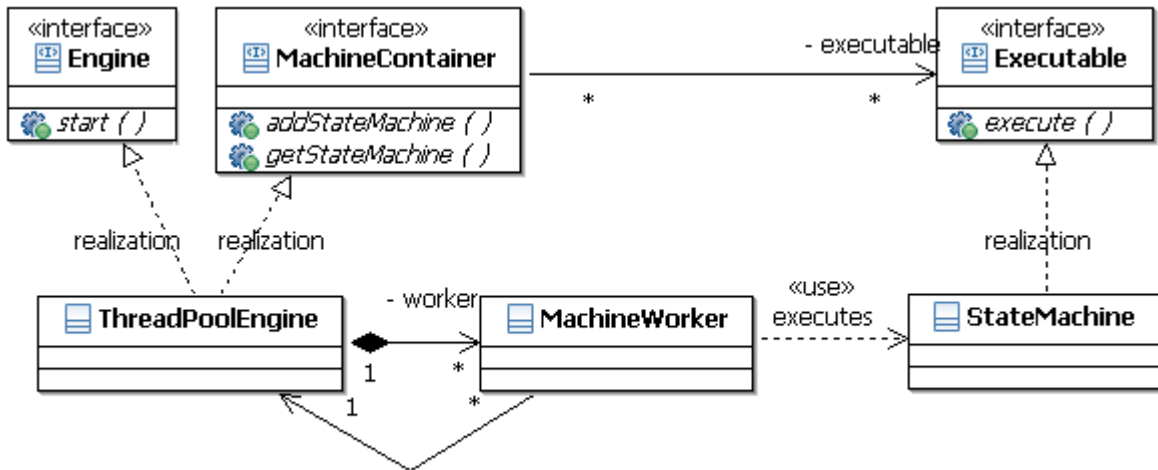 «interface»
Engine
start ( )
«interface»
MachineContainer
addStateMachine ( )
getStateMachine ( )
- executable
*
*
«interface»
Executable
execute ( )
realization
realization
realization
ThreadPoolEngine
- worker
1
*
1
*
MachineWorker
«use»
executes
StateMachine